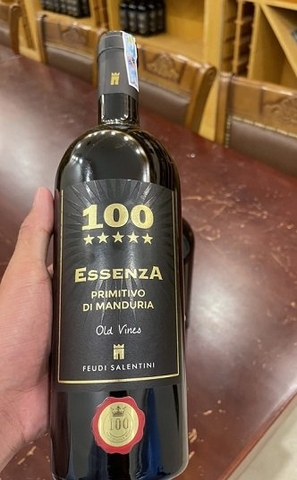 100
ESSENZA
PRIMITIVO
DI MANDURIA
Old Vines
FEUDI SALENTINI
100